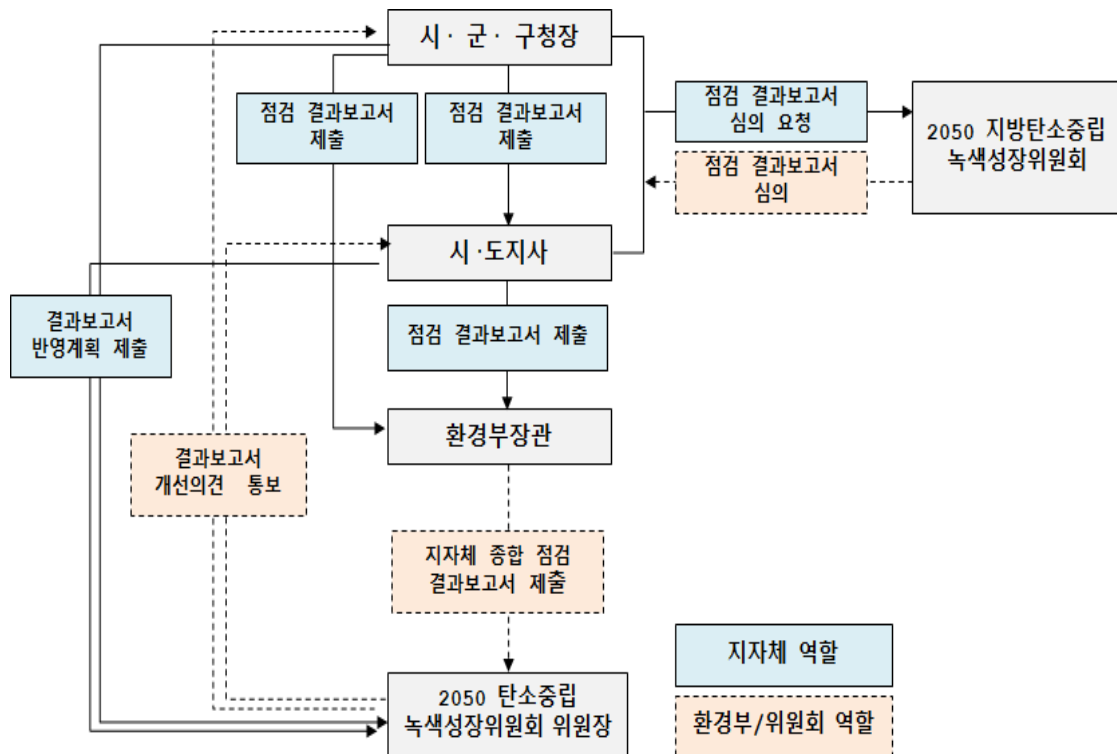 시· 군· 구청장
점검 결과보고서
제출
점검 결과보고서
제출
점검 결과보고서
심의 요청
점검 결과보고서
심의
2050 지방탄소중립
녹색성장위원회
시·도지사
결과보고서
반영계획 제출
점검 결과보고서 제출
환경부장관
결과보고서
개선의견 통보
지자체 종합 점검
결과보고서 제출
2050 탄소중립
녹색성장위원회 위원장
지자체 역할
환경부/위원회 역할